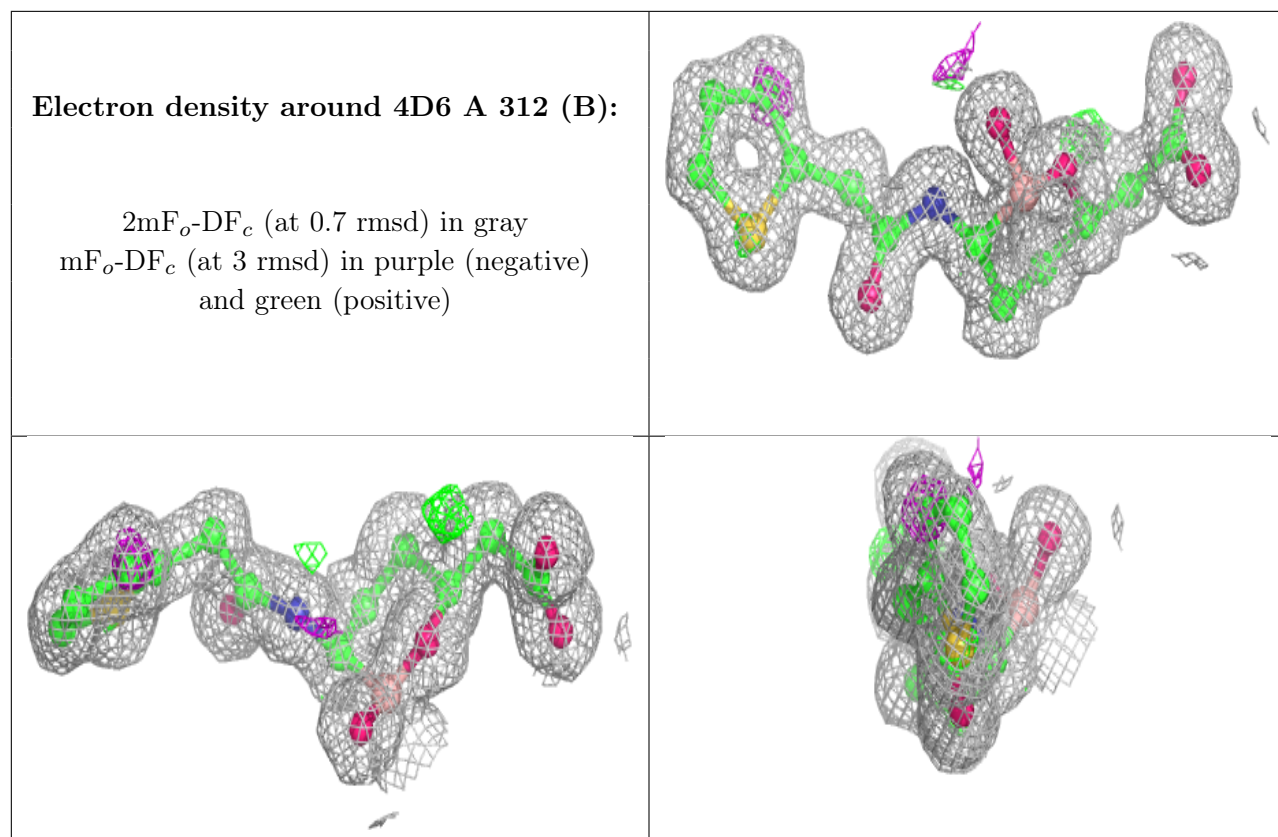 Electron density around 4D6 A 312 (B):
2mFo-DFc (at 0.7 rmsd) in gray
mFo-DFc (at 3 rmsd) in purple (negative)
and green (positive)